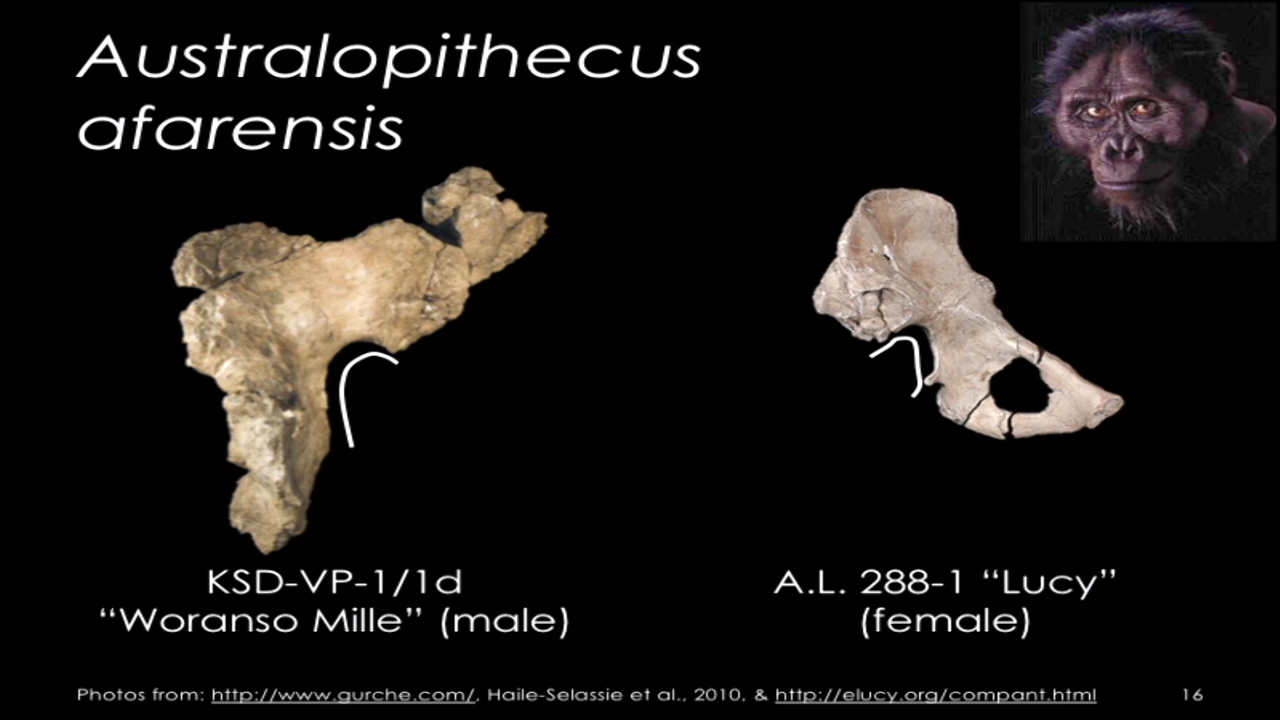 Australopithecus
afarensis
KSD-VP-1/1d
“Woranso Mille” (male)
A.L. 288-1 “Lucy”
(female)
Photos from: http://www.gurche.com/, Haile-Selassie et al., 2010, & http://elucy.org/compant.html
16